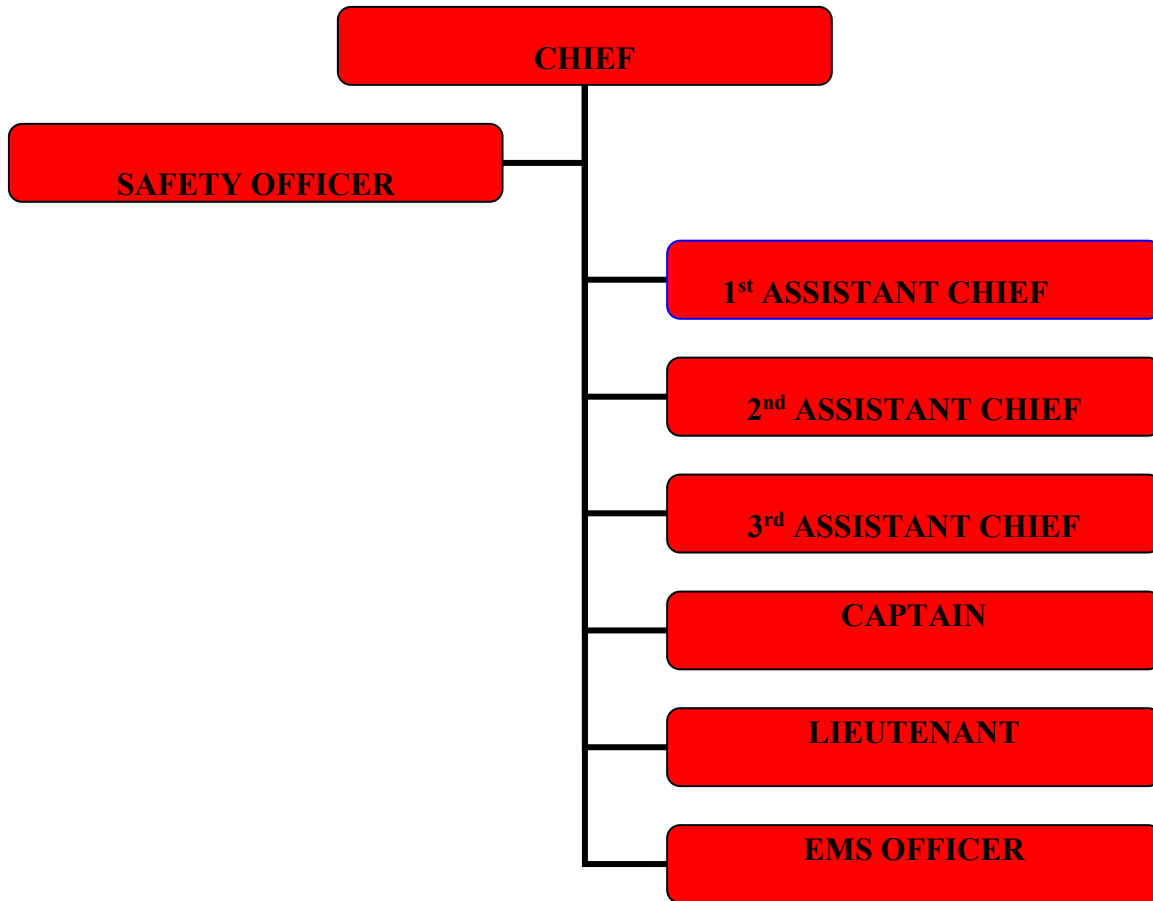 CHIEF
SAFETY OFFICER
1st ASSISTANT CHIEF
2nd ASSISTANT CHIEF
3rd ASSISTANT CHIEF
CAPTAIN
LIEUTENANT
EMS OFFICER